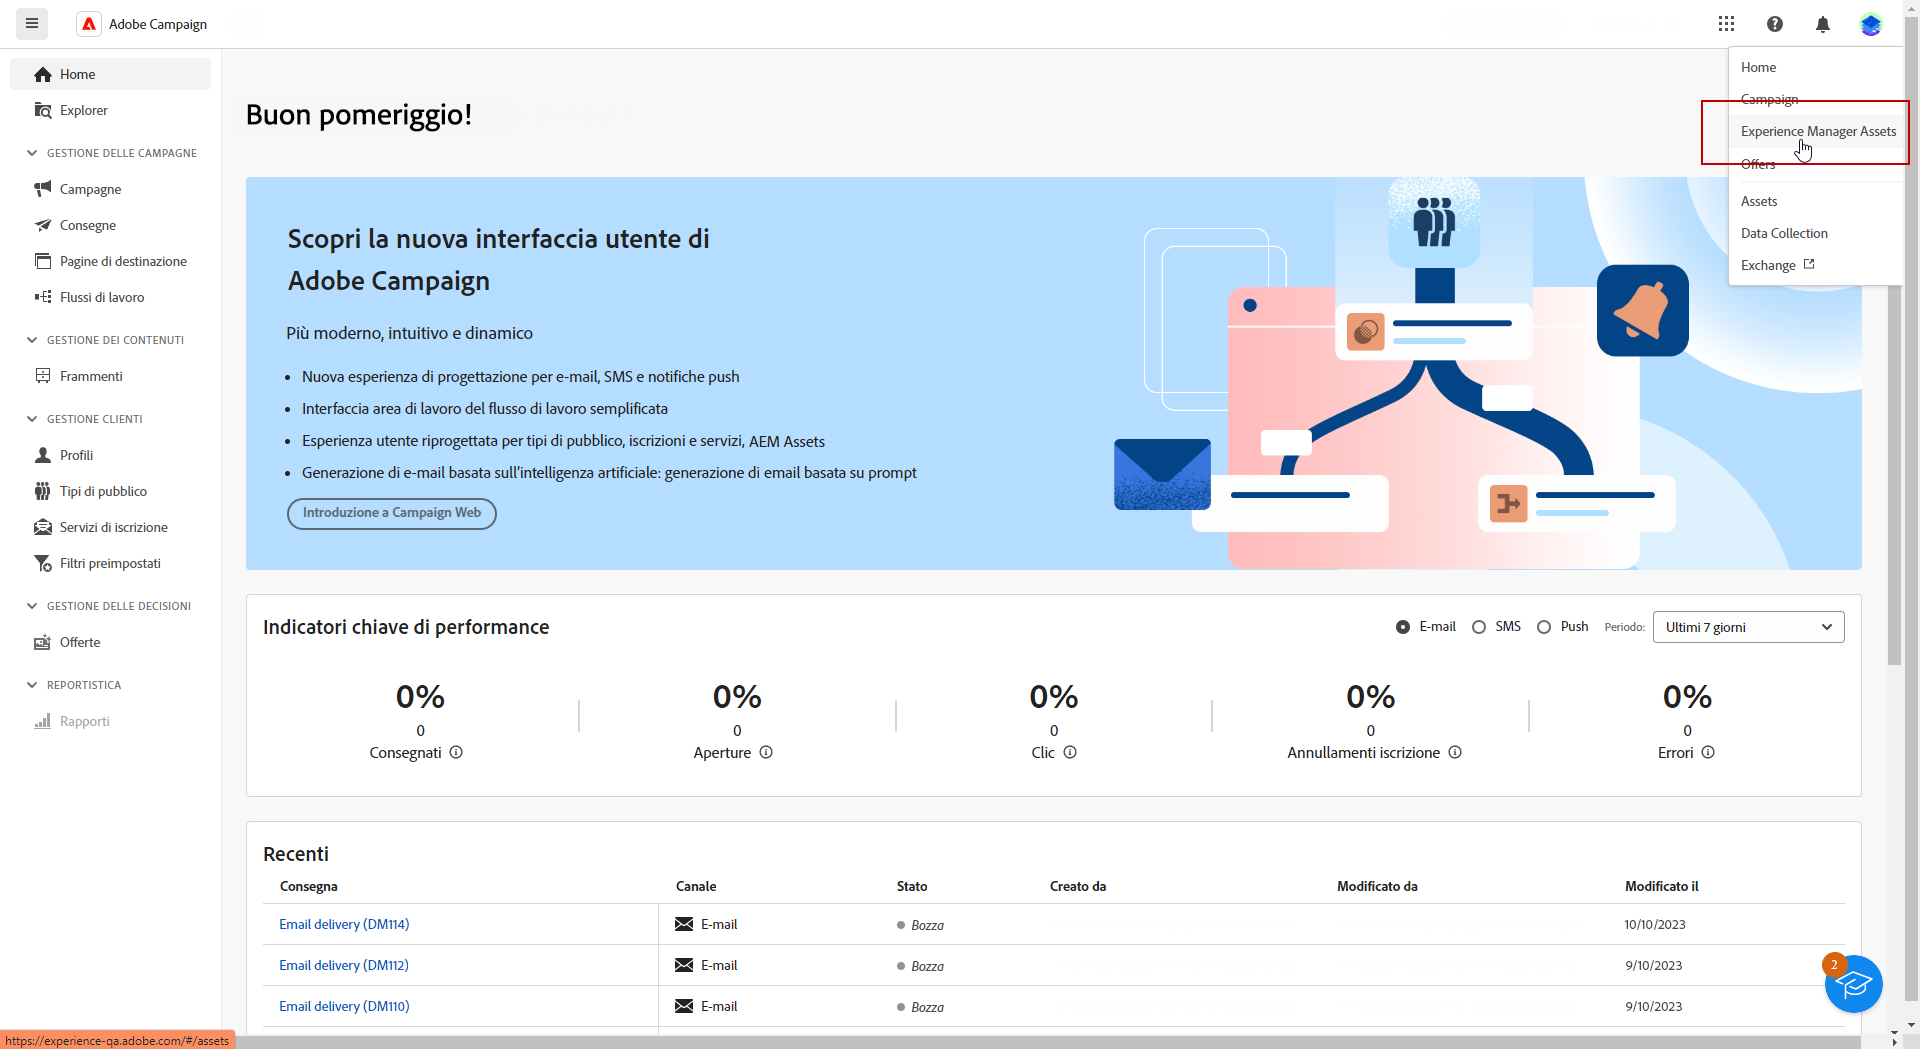 Adobe Campaign
Home
Explorer
GESTIONE DELLE CAMPAGNE
Campagne
Consegne
Pagine di destinazione
Flussi di lavoro
GESTIONE DEI CONTENUTI
Frammenti
GESTIONE CLIENTI
Profili
Tipi di pubblico
Servizi di iscrizione
Filtri preimpostati
GESTIONE DELLE DECISIONI
Offerte
REPORTISTICA
Rapporti
Home
Campaign
Experience Manager Assets
Offers
Assets
Data Collection
Exchange
Buon pomeriggio!
Scopri la nuova interfaccia utente di
Adobe Campaign
Più moderno, intuitivo e dinamico
• Nuova esperienza di progettazione per e-mail, SMS e notifiche push
• Interfaccia area di lavoro del flusso di lavoro semplificata
• Esperienza utente riprogettata per tipi di pubblico, iscrizioni e servizi, AEM Assets
• Generazione di e-mail basata sull'intelligenza artificiale: generazione di email basata su prompt
Introduzione a Campaign Web
Indicatori chiave di performance
E-mail SMS Push Periodo: Ultimi 7 giorni
0% 0% 0% 0% 0%
0 0 0 0 0
Consegnati Aperture Clic Annullamenti iscrizione Errori
Recenti
Consegna Canale Stato Creato da Modificato da Modificato il
Email delivery (DM114) E-mail Bozza 10/10/2023
Email delivery (DM112) E-mail Bozza 9/10/2023
Email delivery (DM110) E-mail Bozza 9/10/2023
2
https://experience-qa.adobe.com/#/assets